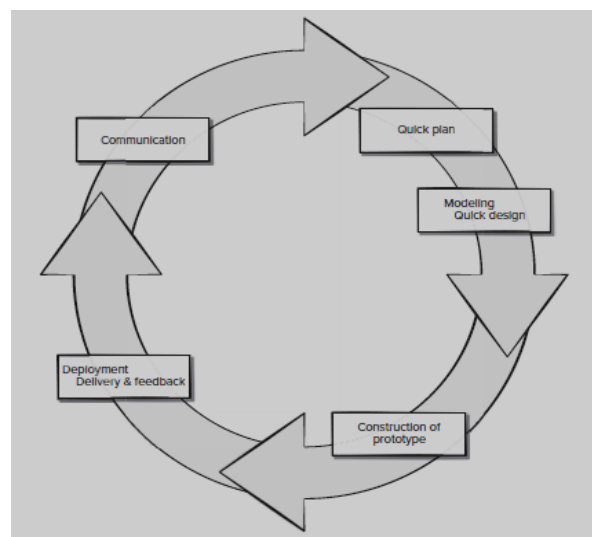 Communication
Quick plan
Modeling
Quick design
Construction of
prototype
Deployment
Delivery & feedback